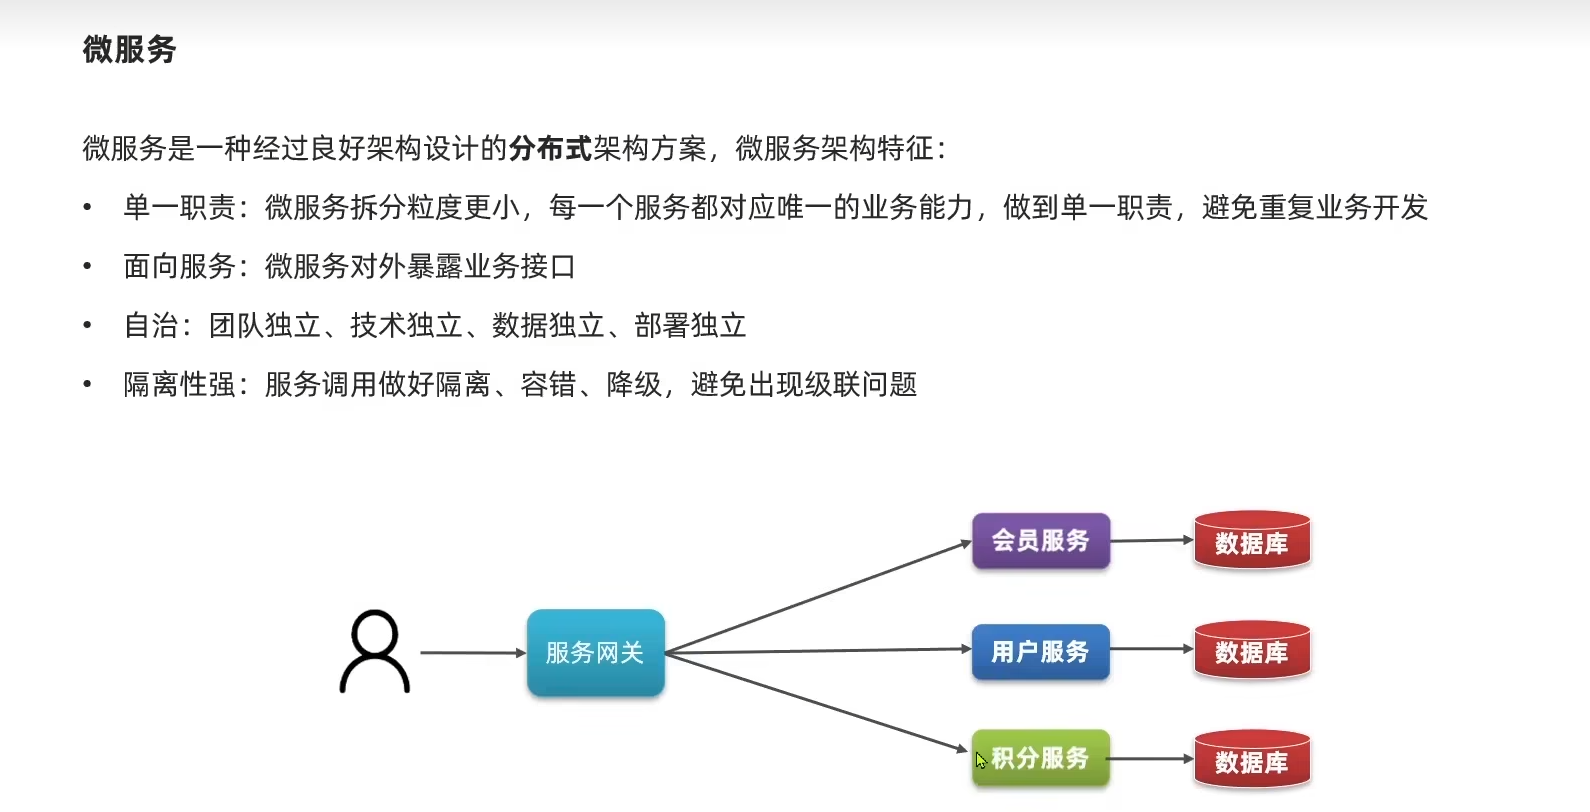 微服务
微服务是一种经过良好架构设计的分布式架构方案，微服务架构特征：
• 单一职责：微服务拆分粒度更小，每一个服务都对应唯一的业务能力，做到单一职责，避免重复业务开发
• 面向服务：微服务对外暴露业务接口
• 自治：团队独立、技术独立、数据独立、部署独立
• 隔离性强：服务调用做好隔离、容错、降级，避免出现级联问题
会员服务
数据库
服务网关
用户服务
数据库
积分服务
数据库